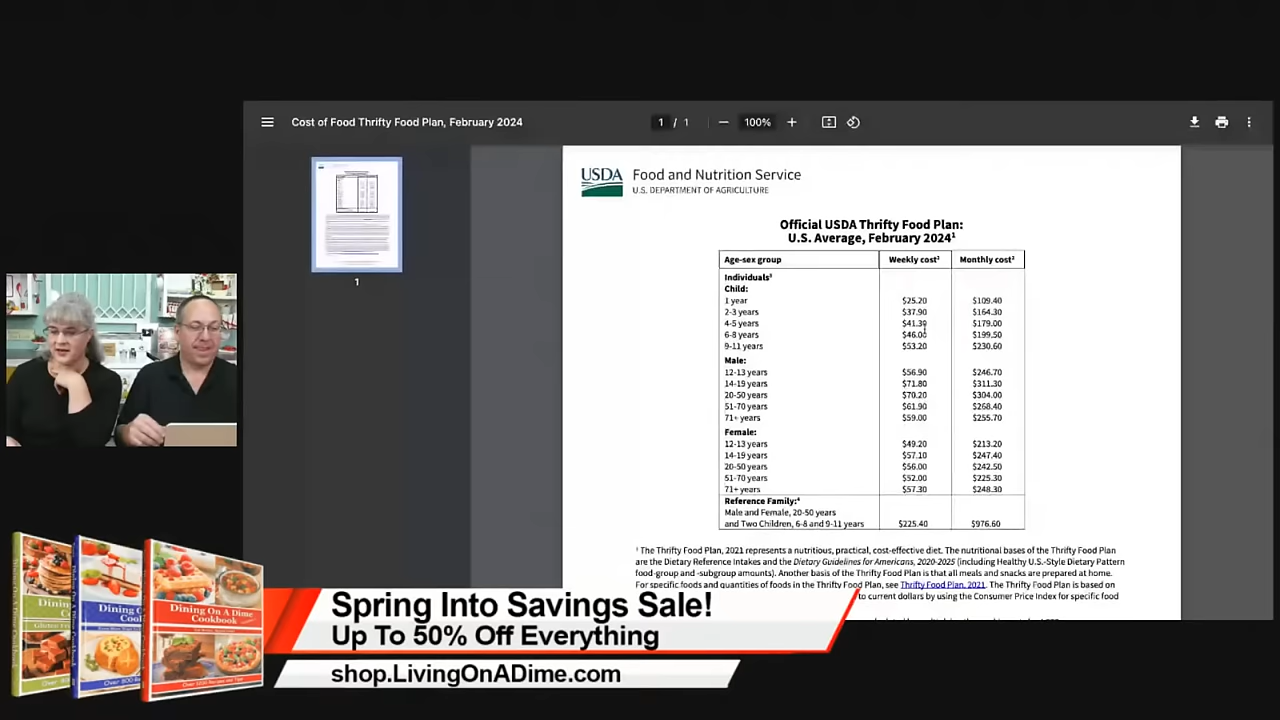 Cost of Food Thrifty Food Plan, February 2024
1 / 1
100%
1
USDA
Food and Nutrition Service
U.S. DEPARTMENT OF AGRICULTURE
Official USDA Thrifty Food Plan:
U.S. Average, February 2024¹
Age-sex group Weekly cost² Monthly cost²
Individuals³
Child:
1 year $25.20 $109.40
2-3 years $37.90 $164.30
4-5 years $41.30 $179.00
6-8 years $46.00 $199.50
9-11 years $53.20 $230.60
Male:
12-13 years $56.90 $246.70
14-19 years $71.80 $311.30
20-50 years $70.20 $304.00
51-70 years $61.90 $268.40
71+ years $59.00 $255.70
Female:
12-13 years $49.20 $213.20
14-19 years $57.10 $247.40
20-50 years $56.00 $242.50
51-70 years $52.00 $225.30
71+ years $57.30 $248.30
Reference Family:⁴
Male and Female, 20-50 years
and Two Children, 6-8 and 9-11 years $225.40 $976.60
¹ The Thrifty Food Plan, 2021 represents a nutritious, practical, cost-effective diet. The nutritional bases of the Thrifty Food Plan
are the Dietary Reference Intakes and the Dietary Guidelines for Americans, 2020-2025 (including Healthy U.S.-Style Dietary Pattern
food-group and -subgroup amounts). Another basis of the Thrifty Food Plan is that all meals and snacks are prepared at home.
For specific foods and quantities of foods in the Thrifty Food Plan, see Thrifty Food Plan, 2021. The Thrifty Food Plan is based on
to current dollars by using the Consumer Price Index for specific food
Dining On A Dime
Cookbook
Spring Into Savings Sale!
Up To 50% Off Everything
shop.LivingOnADime.com